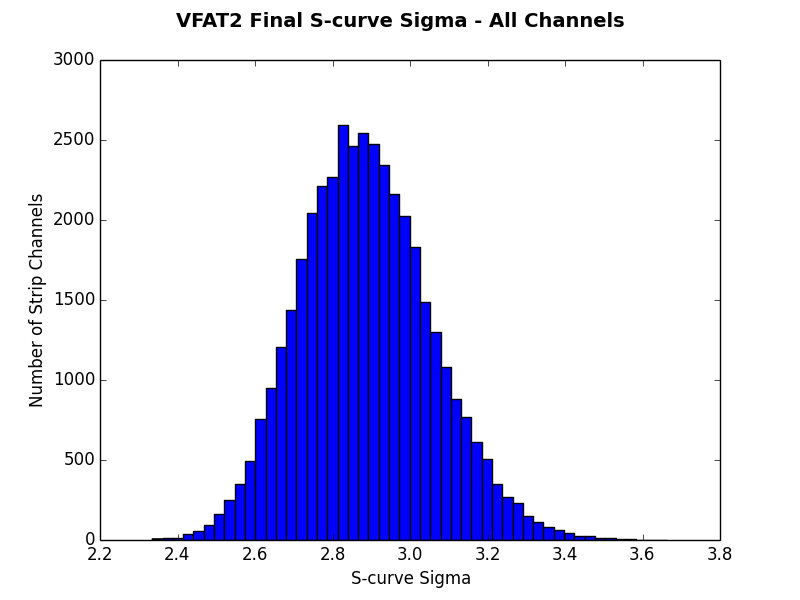 VFAT2 Final S-curve Sigma - All Channels
3000
2500
2000
1500
1000
500
0
Number of Strip Channels
2.2 2.4 2.6 2.8 3.0 3.2 3.4 3.6 3.8
S-curve Sigma